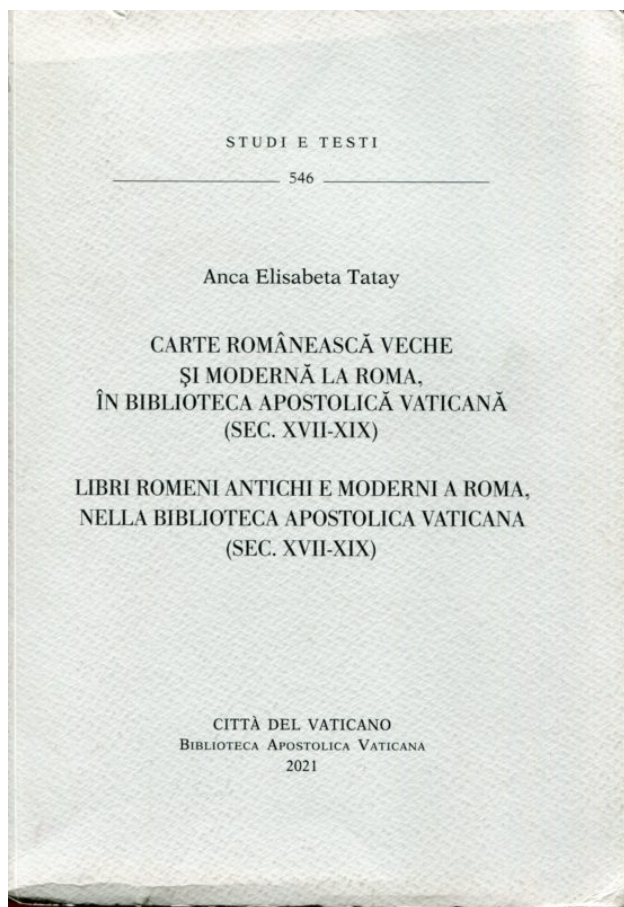 STUDI E TESTI
546
Anca Elisabeta Tatay
CARTE ROMÂNEASCĂ VECHE
ȘI MODERNĂ LA ROMA,
ÎN BIBLIOTECA APOSTOLICĂ VATICANĂ
(SEC. XVII-XIX)
LIBRI ROMENI ANTICHI E MODERNI A ROMA,
NELLA BIBLIOTECA APOSTOLICA VATICANA
(SEC. XVII-XIX)
CITTÀ DEL VATICANO
BIBLIOTECA APOSTOLICA VATICANA
2021